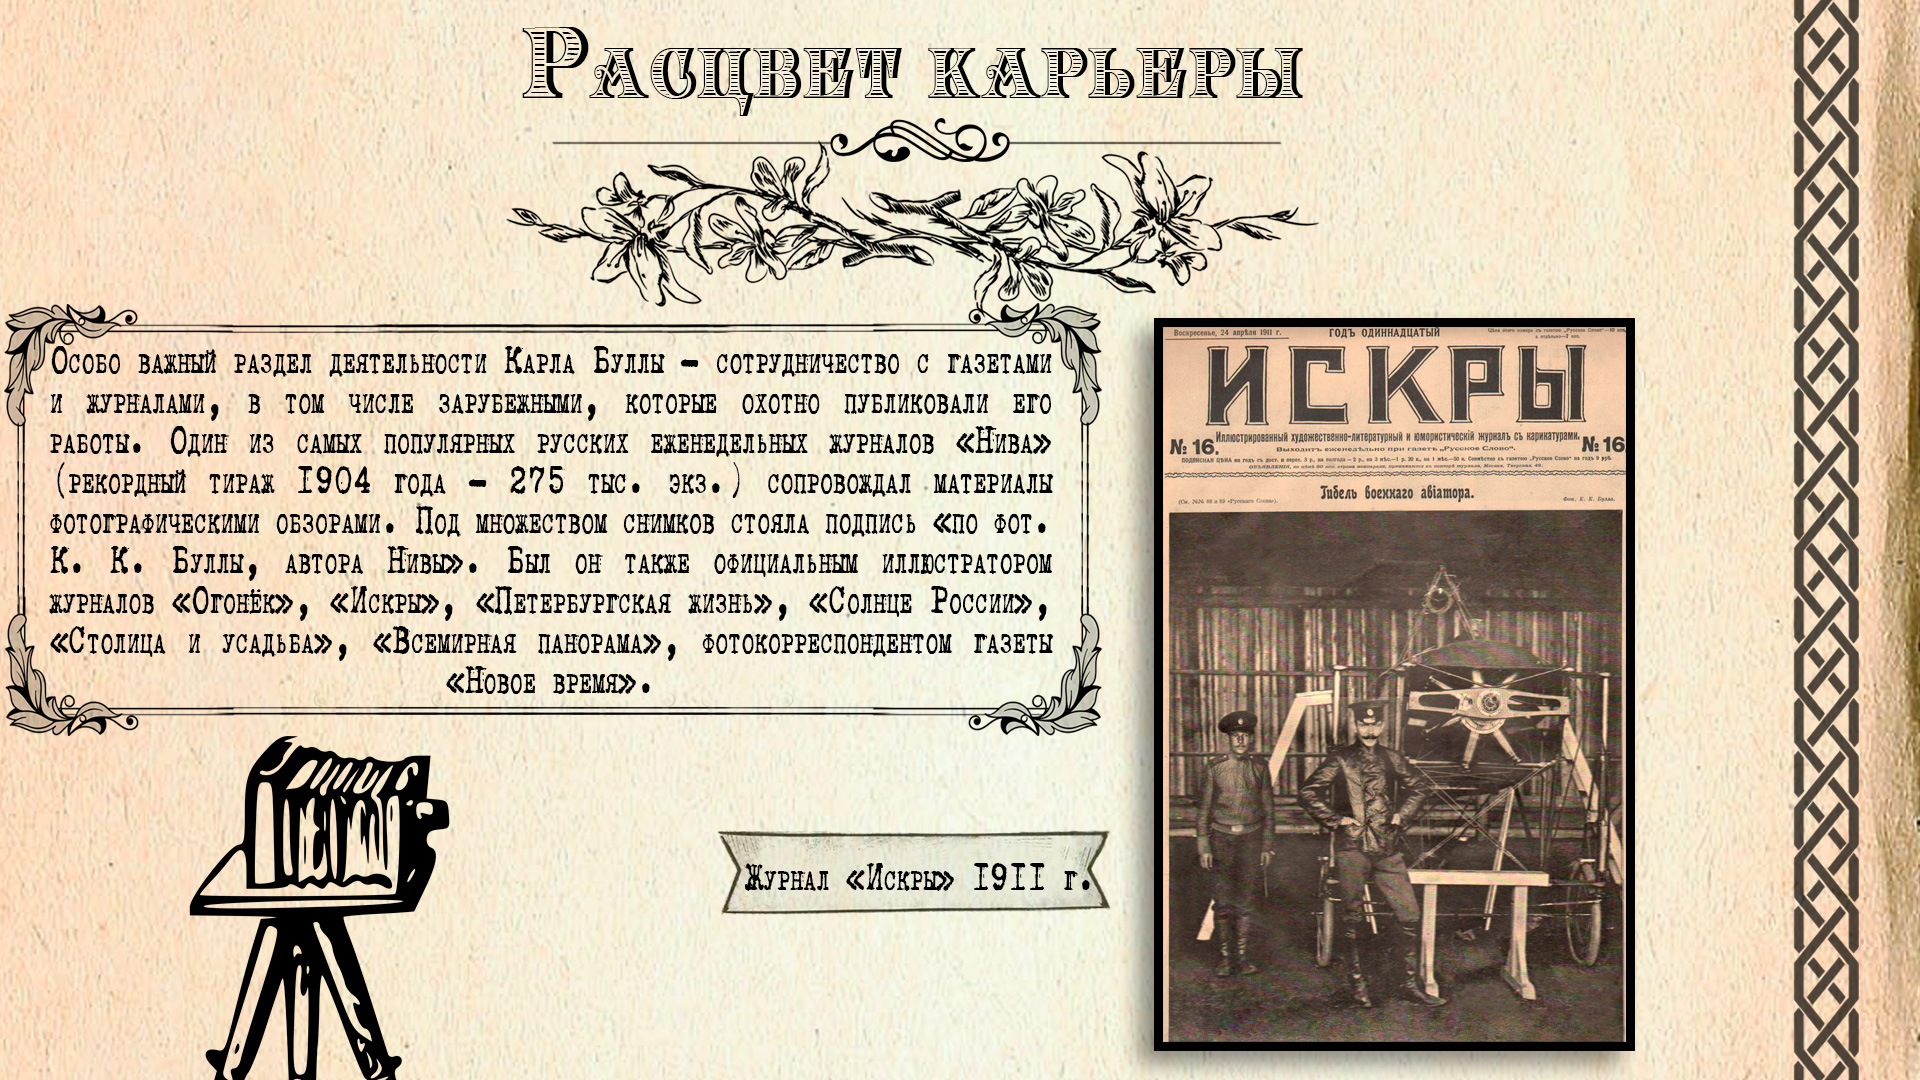 Расцвет карьеры
Особо важный раздел деятельности Карла Буллы – сотрудничество с газетами
и журналами, в том числе зарубежными, которые охотно публиковали его
работы. Один из самых популярных русских еженедельных журналов «Нива»
(рекордный тираж 1904 года – 275 тыс. экз.) сопровождал материалы
фотографическими обзорами. Под множеством снимков стояла подпись «по фот.
К. К. Буллы, автора Нивы». Был он также официальным иллюстратором
журналов «Огонёк», «Искры», «Петербургская жизнь», «Солнце России»,
«Столица и усадьба», «Всемирная панорама», фотокорреспондентом газеты
«Новое время».
Журнал «Искры» 1911 г.
Воскресенье, 24 апрѣля 1911 г.
ГОДЪ ОДИННАДЦАТЫЙ
ИСКРЫ
№ 16.
Иллюстрированный художественно-литературный и юмористическій журналъ съ карикатурами.
№ 16
Выходитъ еженедѣльно при газетѣ „Русское Слово".
Гибель военнаго авіатора.
Фот. К. К. Булла.